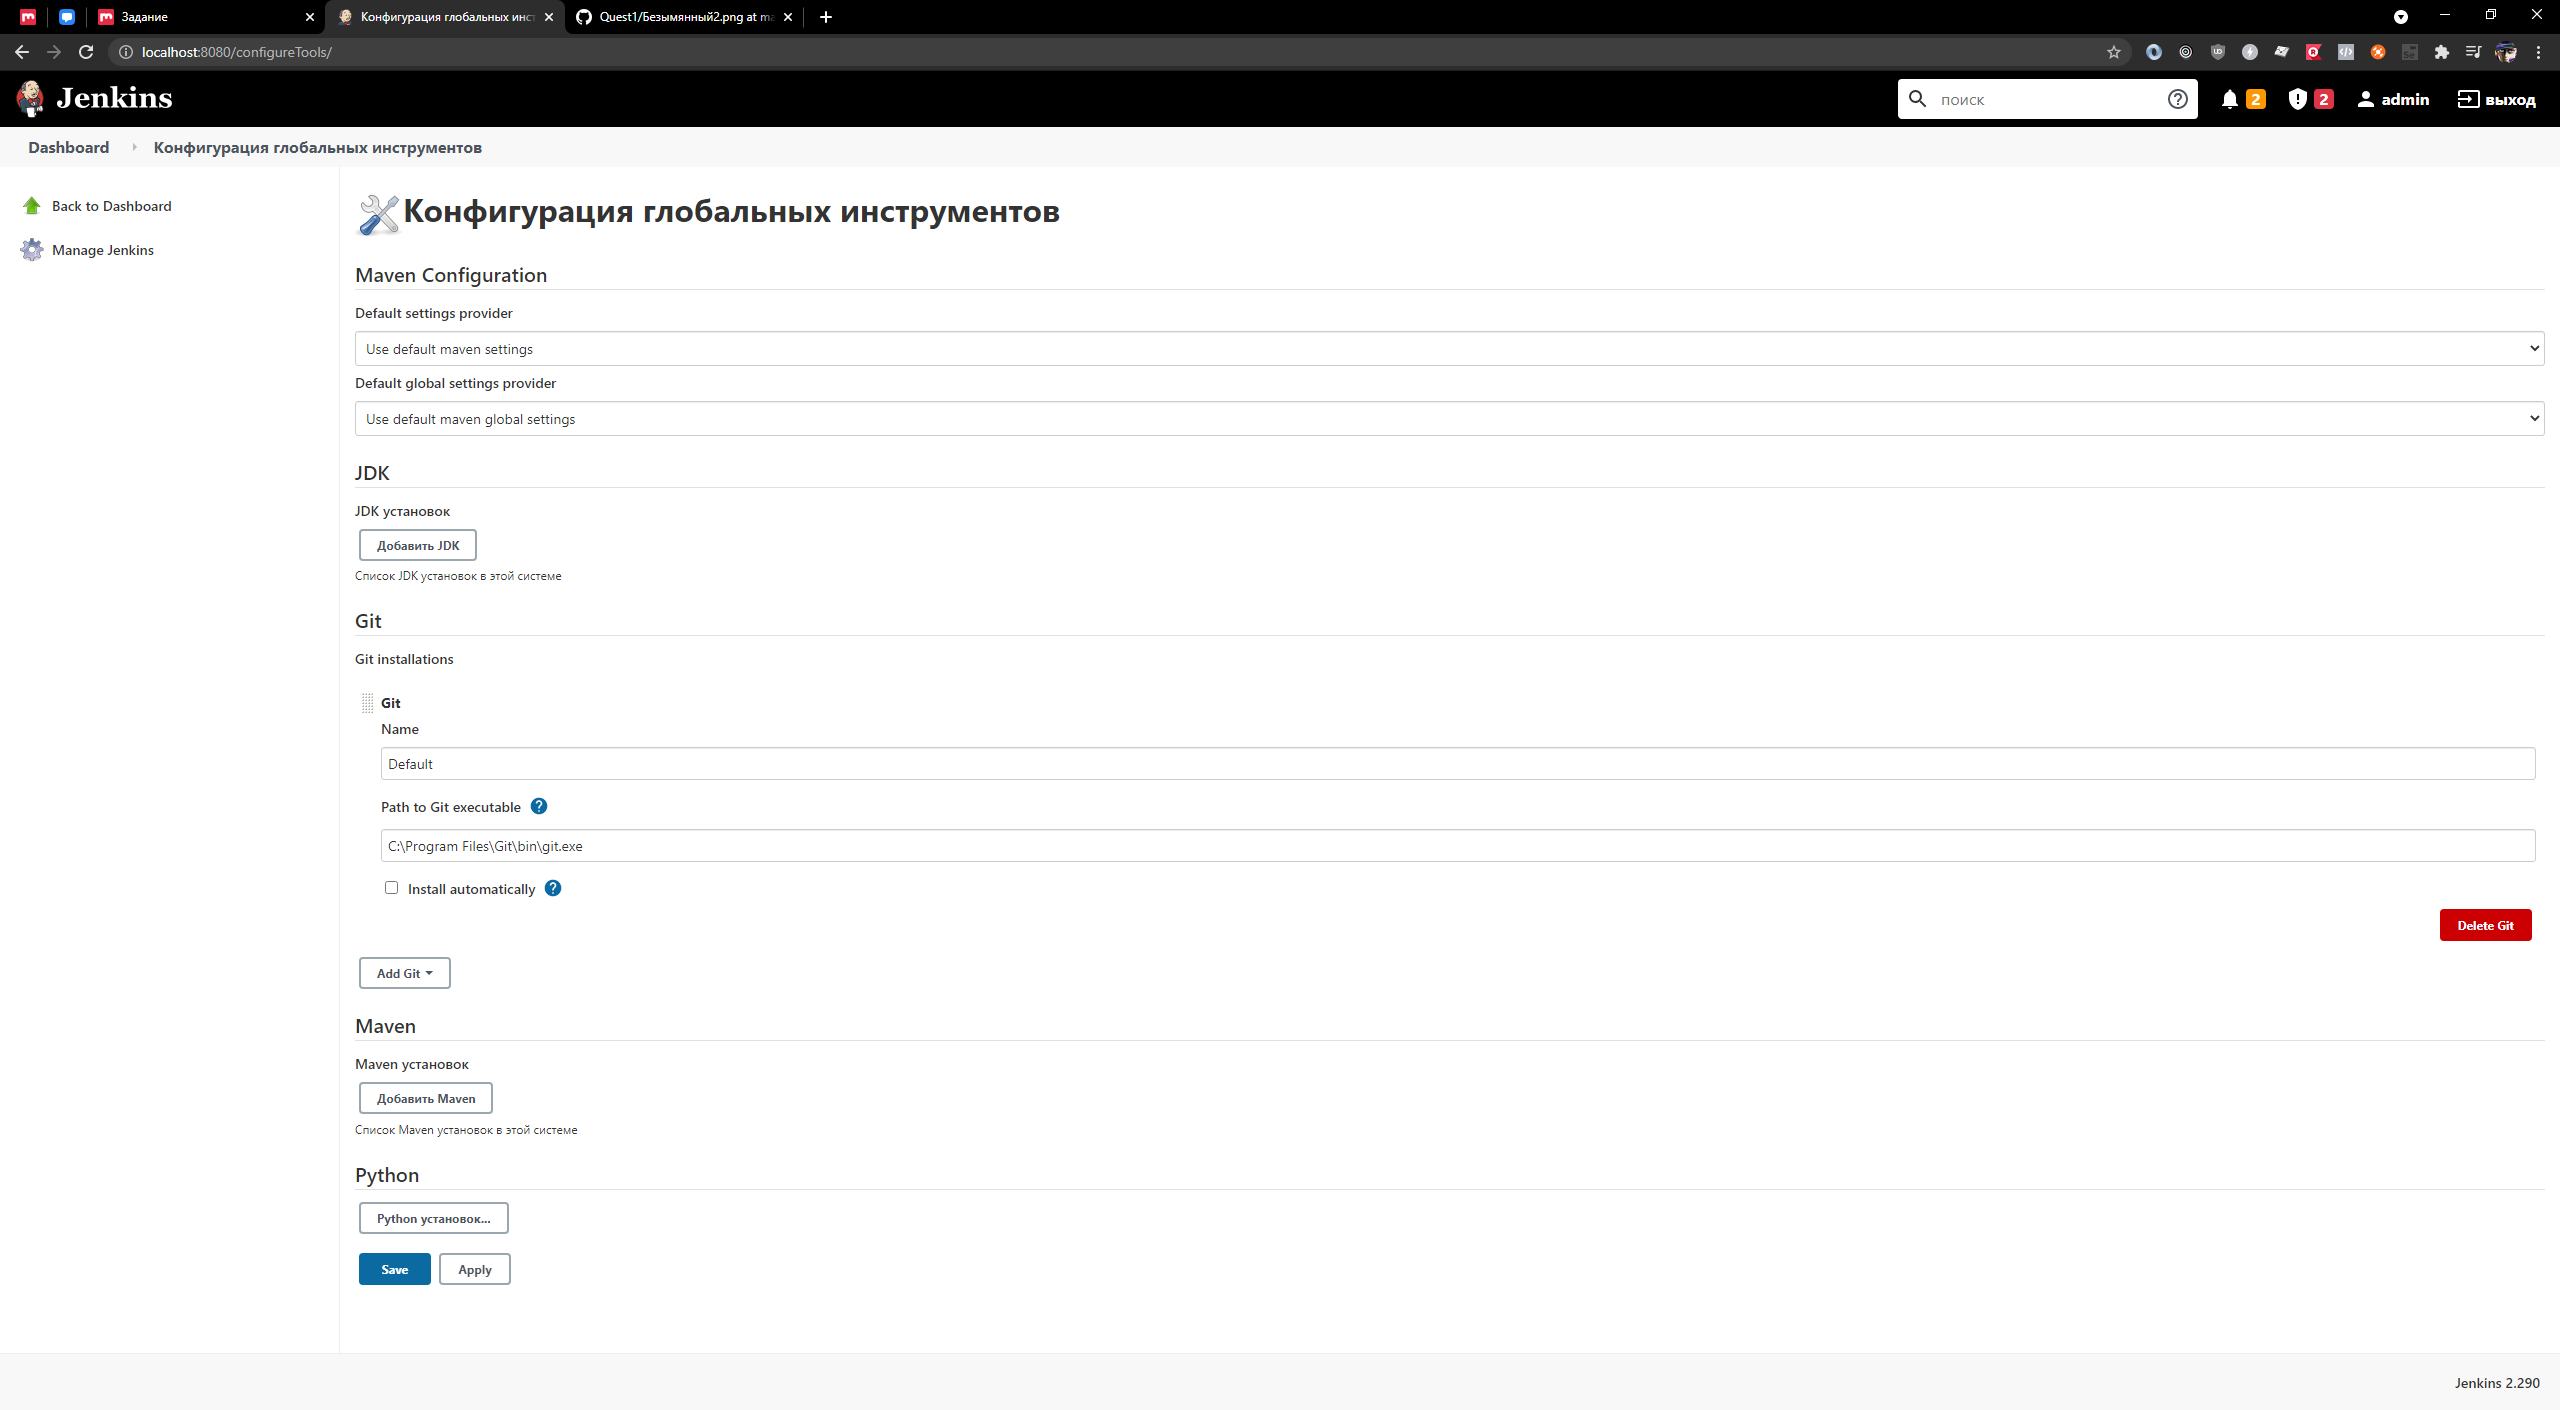 Задание
Конфигурация глобальных инст
Quest1/Безымянный2.png at ma
localhost:8080/configureTools/
Jenkins
поиск
2
2
admin
выход
Dashboard
Конфигурация глобальных инструментов
Back to Dashboard
Manage Jenkins
Конфигурация глобальных инструментов
Maven Configuration
Default settings provider
Use default maven settings
Default global settings provider
Use default maven global settings
JDK
JDK установок
Добавить JDK
Список JDK установок в этой системе
Git
Git installations
Git
Name
Default
Path to Git executable
C:\Program Files\Git\bin\git.exe
Install automatically
Delete Git
Add Git
Maven
Maven установок
Добавить Maven
Список Maven установок в этой системе
Python
Python установок...
Save
Apply
Jenkins 2.290